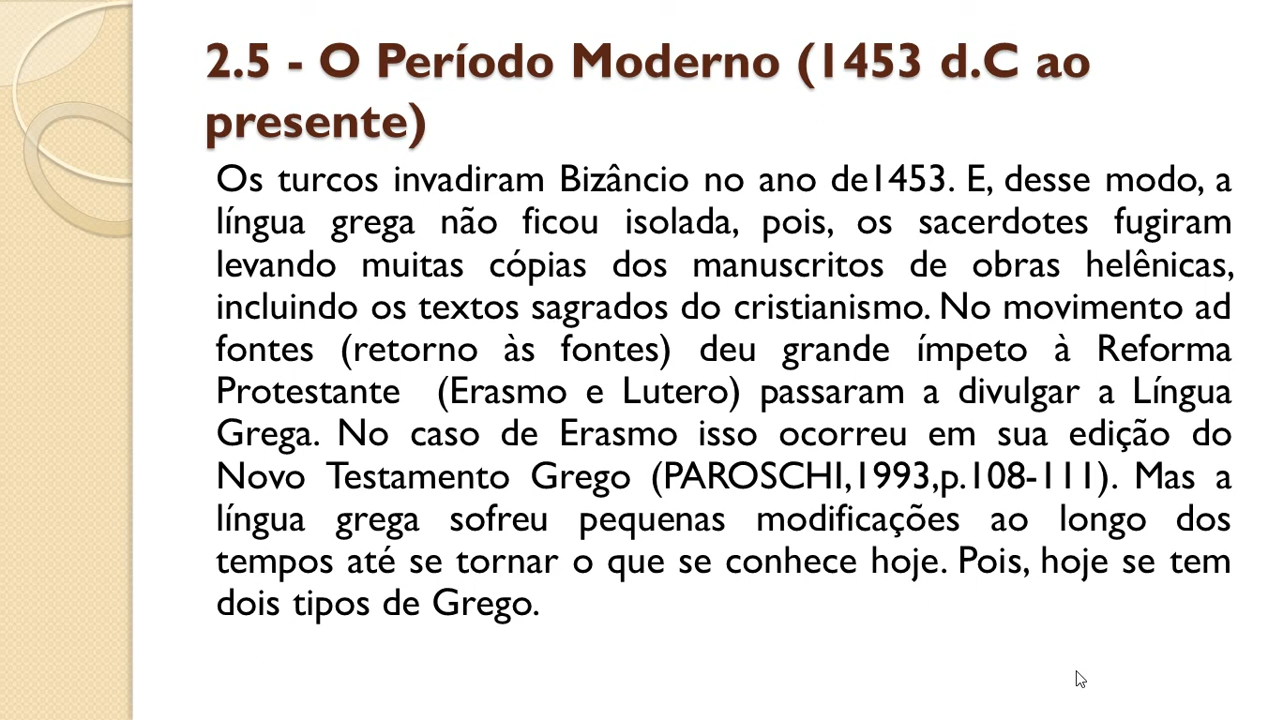 2.5 - O Período Moderno (1453 d.C ao
presente)
Os turcos invadiram Bizâncio no ano de1453. E, desse modo, a
língua grega não ficou isolada, pois, os sacerdotes fugiram
levando muitas cópias dos manuscritos de obras helênicas,
incluindo os textos sagrados do cristianismo. No movimento ad
fontes (retorno às fontes) deu grande ímpeto à Reforma
Protestante (Erasmo e Lutero) passaram a divulgar a Língua
Grega. No caso de Erasmo isso ocorreu em sua edição do
Novo Testamento Grego (PAROSCHI,1993,p.108-111). Mas a
língua grega sofreu pequenas modificações ao longo dos
tempos até se tornar o que se conhece hoje. Pois, hoje se tem
dois tipos de Grego.